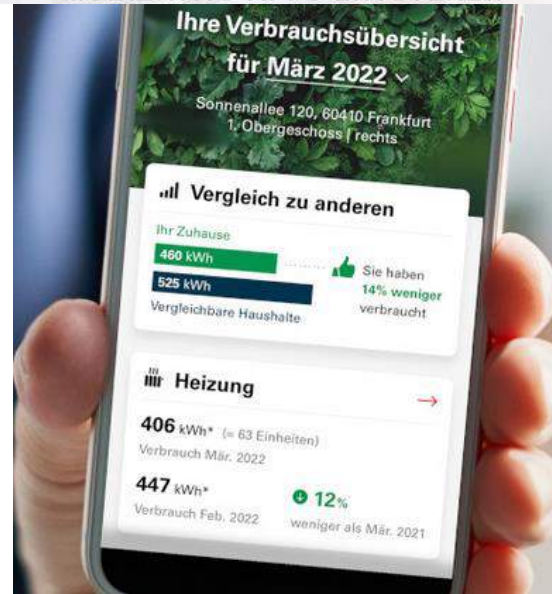 Ihre Verbrauchsübersicht
für März 2022
Sonnenallee 120, 60410 Frankfurt
1. Obergeschoss | rechts
Vergleich zu anderen
Ihr Zuhause
460 kWh
525 kWh
Vergleichbare Haushalte
Sie haben
14% weniger
verbraucht
Heizung
406 kWh* (= 63 Einheiten)
Verbrauch Mär. 2022
447 kWh*
Verbrauch Feb. 2022
12%
weniger als Mär. 2021